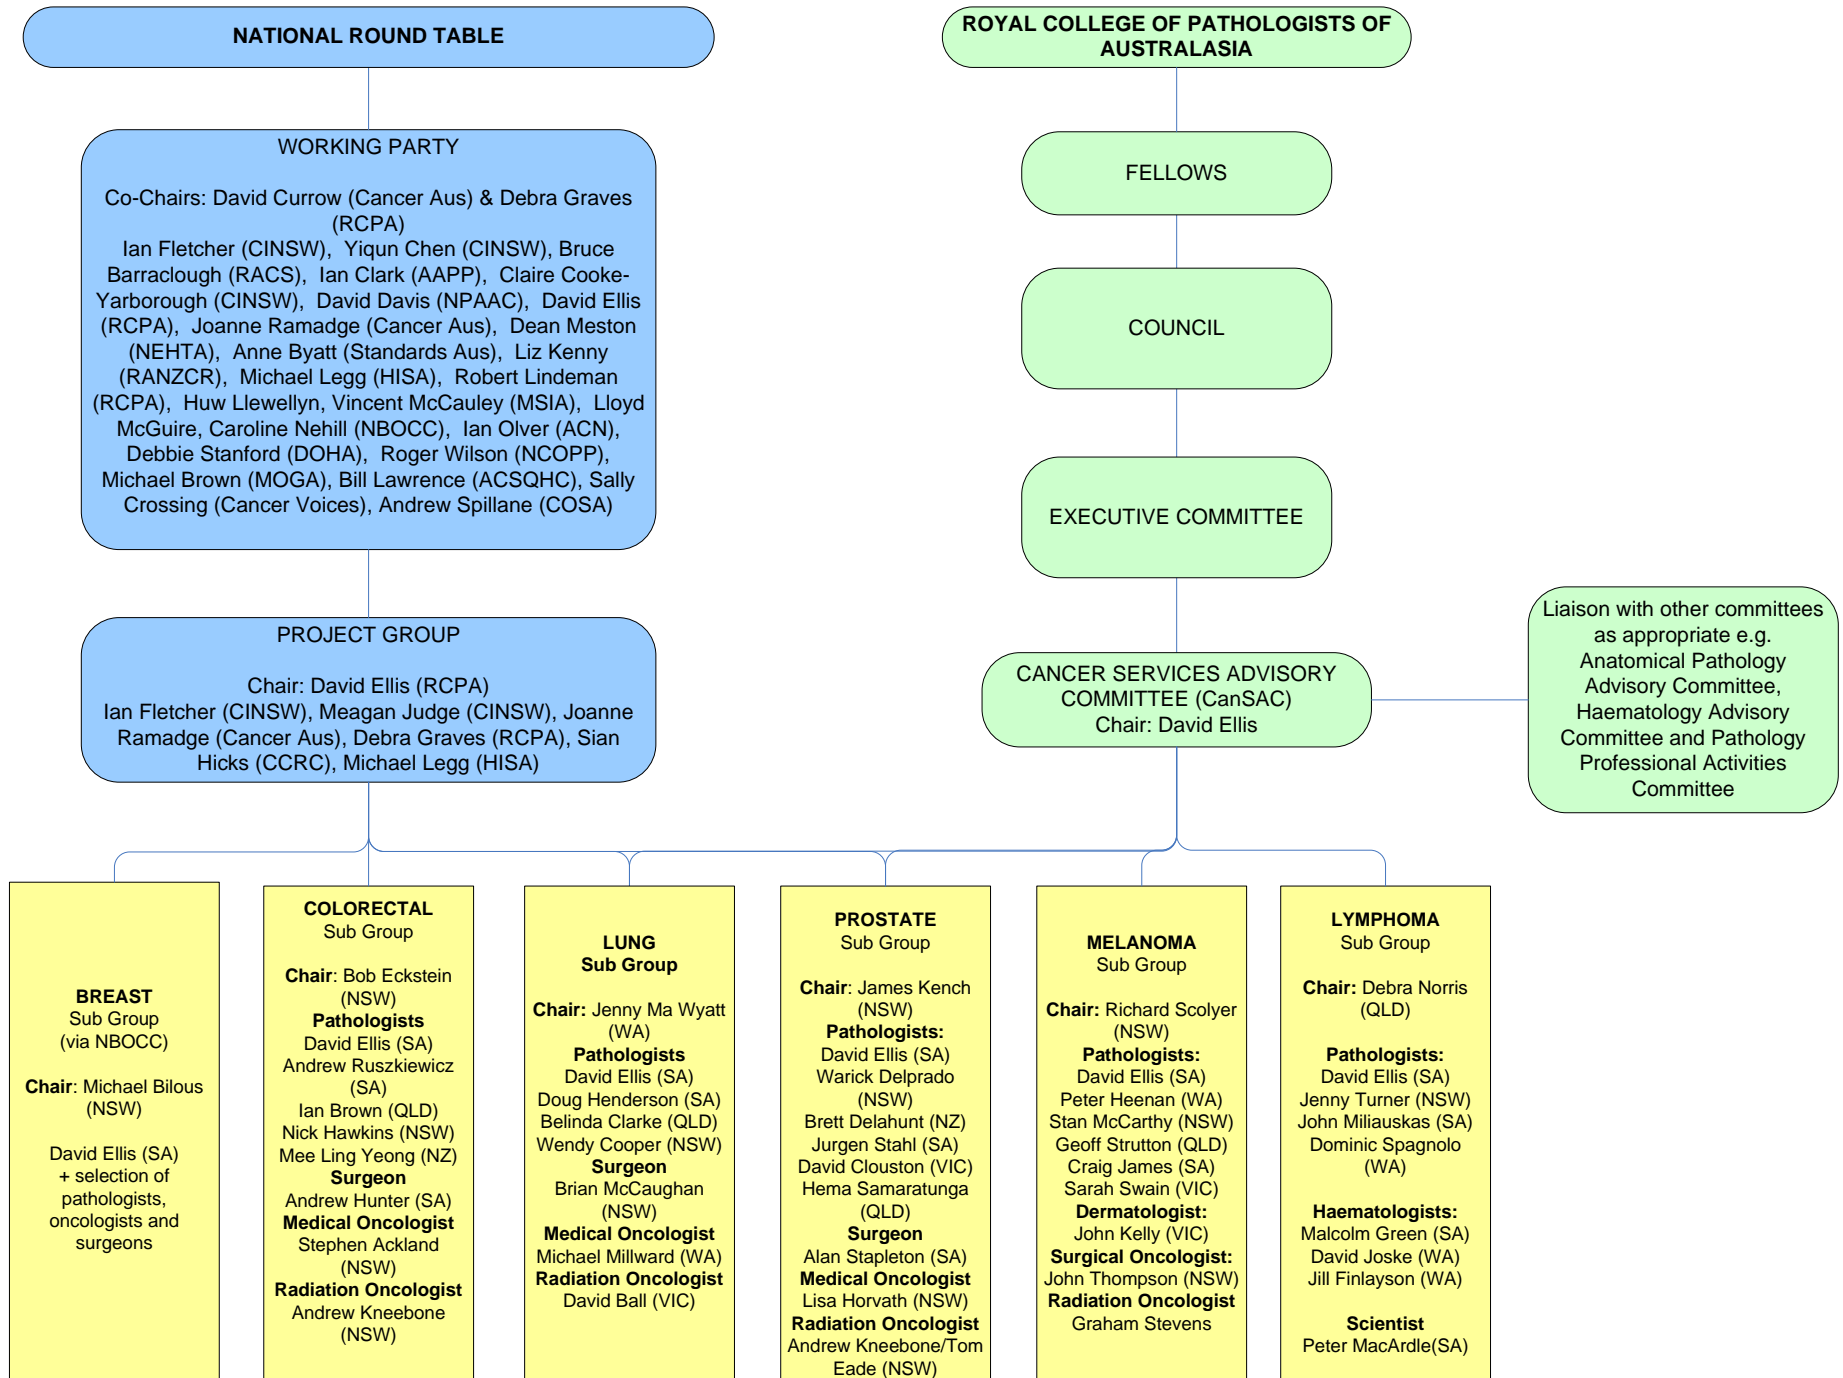 NATIONAL ROUND TABLE
ROYAL COLLEGE OF PATHOLOGISTS OF
AUSTRALASIA
WORKING PARTY
Co-Chairs: David Currow (Cancer Aus) & Debra Graves
(RCPA)
Ian Fletcher (CINSW), Yiqun Chen (CINSW), Bruce
Barraclough (RACS), Ian Clark (AAPP), Claire Cooke-
Yarborough (CINSW), David Davis (NPAAC), David Ellis
(RCPA), Joanne Ramadge (Cancer Aus), Dean Meston
(NEHTA), Anne Byatt (Standards Aus), Liz Kenny
(RANZCR), Michael Legg (HISA), Robert Lindeman
(RCPA), Huw Llewellyn, Vincent McCauley (MSIA), Lloyd
McGuire, Caroline Nehill (NBOCC), Ian Olver (ACN),
Debbie Stanford (DOHA), Roger Wilson (NCOPP),
Michael Brown (MOGA), Bill Lawrence (ACSQHC), Sally
Crossing (Cancer Voices), Andrew Spillane (COSA)
FELLOWS
COUNCIL
EXECUTIVE COMMITTEE
PROJECT GROUP
Chair: David Ellis (RCPA)
Ian Fletcher (CINSW), Meagan Judge (CINSW), Joanne
Ramadge (Cancer Aus), Debra Graves (RCPA), Sian
Hicks (CCRC), Michael Legg (HISA)
CANCER SERVICES ADVISORY
COMMITTEE (CanSAC)
Chair: David Ellis
Liaison with other committees
as appropriate e.g.
Anatomical Pathology
Advisory Committee,
Haematology Advisory
Committee and Pathology
Professional Activities
Committee
BREAST
Sub Group
(via NBOCC)
Chair: Michael Bilous
(NSW)
David Ellis (SA)
+ selection of
pathologists,
oncologists and
surgeons
COLORECTAL
Sub Group
Chair: Bob Eckstein
(NSW)
Pathologists
David Ellis (SA)
Andrew Ruszkiewicz
(SA)
Ian Brown (QLD)
Nick Hawkins (NSW)
Mee Ling Yeong (NZ)
Surgeon
Andrew Hunter (SA)
Medical Oncologist
Stephen Ackland
(NSW)
Radiation Oncologist
Andrew Kneebone
(NSW)
LUNG
Sub Group
Chair: Jenny Ma Wyatt
(WA)
Pathologists
David Ellis (SA)
Doug Henderson (SA)
Belinda Clarke (QLD)
Wendy Cooper (NSW)
Surgeon
Brian McCaughan
(NSW)
Medical Oncologist
Michael Millward (WA)
Radiation Oncologist
David Ball (VIC)
PROSTATE
Sub Group
Chair: James Kench
(NSW)
Pathologists:
David Ellis (SA)
Warick Delprado
(NSW)
Brett Delahunt (NZ)
Jurgen Stahl (SA)
David Clouston (VIC)
Hema Samaratunga
(QLD)
Surgeon
Alan Stapleton (SA)
Medical Oncologist
Lisa Horvath (NSW)
Radiation Oncologist
Andrew Kneebone/Tom
Eade (NSW)
MELANOMA
Sub Group
Chair: Richard Scolyer
(NSW)
Pathologists:
David Ellis (SA)
Peter Heenan (WA)
Stan McCarthy (NSW)
Geoff Strutton (QLD)
Craig James (SA)
Sarah Swain (VIC)
Dermatologist:
John Kelly (VIC)
Surgical Oncologist:
John Thompson (NSW)
Radiation Oncologist
Graham Stevens
LYMPHOMA
Sub Group
Chair: Debra Norris
(QLD)
Pathologists:
David Ellis (SA)
Jenny Turner (NSW)
John Miliauskas (SA)
Dominic Spagnolo
(WA)
Haematologists:
Malcolm Green (SA)
David Joske (WA)
Jill Finlayson (WA)
Scientist
Peter MacArdle(SA)